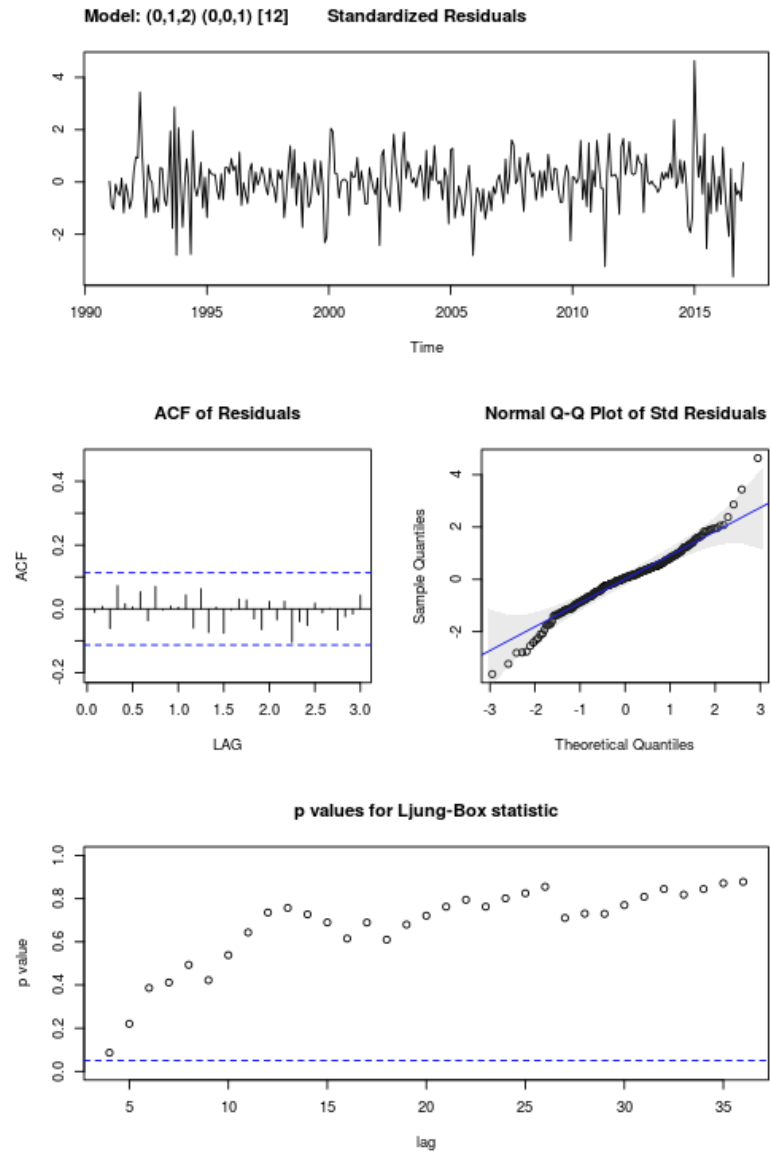 Model: (0,1,2) (0,0,1) [12] Standardized Residuals
4
2
0
-2
1990 1995 2000 2005 2010 2015
Time
ACF of Residuals
ACF
0.4
0.2
0.0
-0.2
0.0 0.5 1.0 1.5 2.0 2.5 3.0
LAG
Normal Q-Q Plot of Std Residuals
Sample Quantiles
4
2
0
-2
-3 -2 -1 0 1 2 3
Theoretical Quantiles
p values for Ljung-Box statistic
p value
1.0
0.8
0.6
0.4
0.2
0.0
5 10 15 20 25 30 35
lag